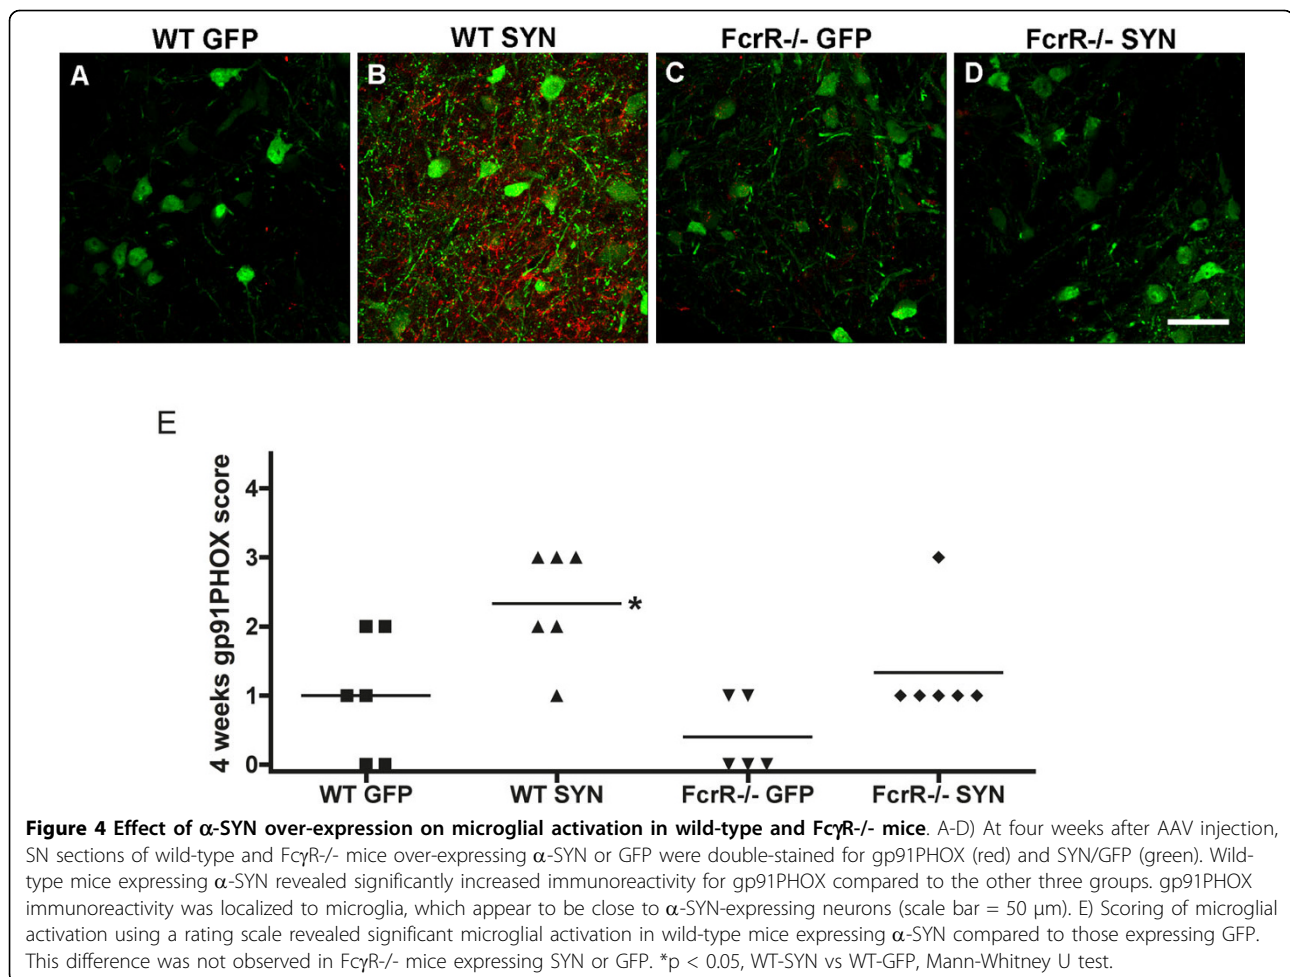 WT GFP WT SYN FcrR-/- GFP FcrR-/- SYN
A B C D
E
4 weeks gp91PHOX score
4
3
2
1
0
*
WT GFP WT SYN FcrR-/- GFP FcrR-/- SYN
Figure 4 Effect of α-SYN over-expression on microglial activation in wild-type and FcγR-/- mice. A-D) At four weeks after AAV injection,
SN sections of wild-type and FcγR-/- mice over-expressing α-SYN or GFP were double-stained for gp91PHOX (red) and SYN/GFP (green). Wild-
type mice expressing α-SYN revealed significantly increased immunoreactivity for gp91PHOX compared to the other three groups. gp91PHOX
immunoreactivity was localized to microglia, which appear to be close to α-SYN-expressing neurons (scale bar = 50 μm). E) Scoring of microglial
activation using a rating scale revealed significant microglial activation in wild-type mice expressing α-SYN compared to those expressing GFP.
This difference was not observed in FcγR-/- mice expressing SYN or GFP. *p < 0.05, WT-SYN vs WT-GFP, Mann-Whitney U test.